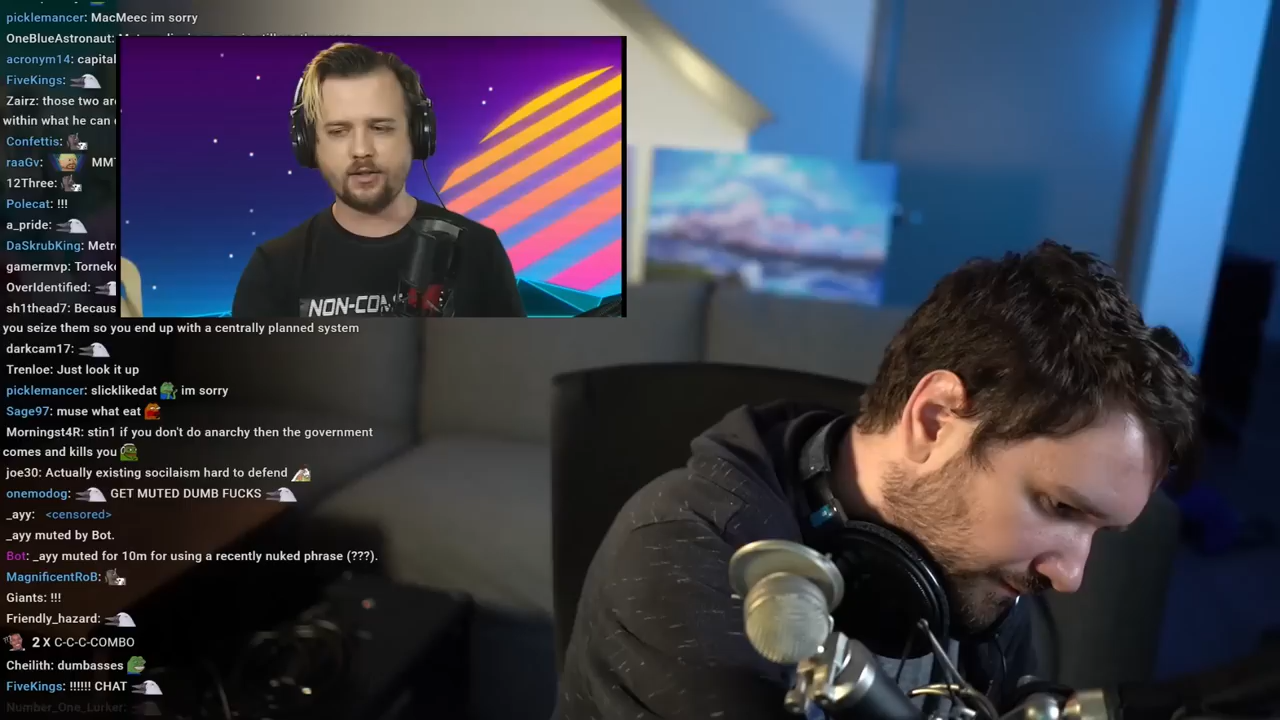 picklemancer: MacMeec im sorry
OneBlueAstronaut:
acronym14: capital
FiveKings:
Zairz: those two are
within what he can
Confettis:
raaGv: MMT
12Three:
Polecat: !!!
a_pride:
DaSkrubKing: Metr
gamermvp: Torneko
OverIdentified:
sh1thead7: Becaus
you seize them so you end up with a centrally planned system
darkcam17:
Trenloe: Just look it up
picklemancer: slicklikedat im sorry
Sage97: muse what eat
Morningst4R: stin1 if you don't do anarchy then the government
comes and kills you
joe30: Actually existing socilaism hard to defend
onemodog: GET MUTED DUMB FUCKS
_ayy: <censored>
_ayy muted by Bot.
Bot: _ayy muted for 10m for using a recently nuked phrase (???).
MagnificentRoB:
Giants: !!!
Friendly_hazard:
2 X C-C-C-COMBO
Cheilith: dumbasses
FiveKings: !!!!!! CHAT
Number_One_Lurker:
NON-COM